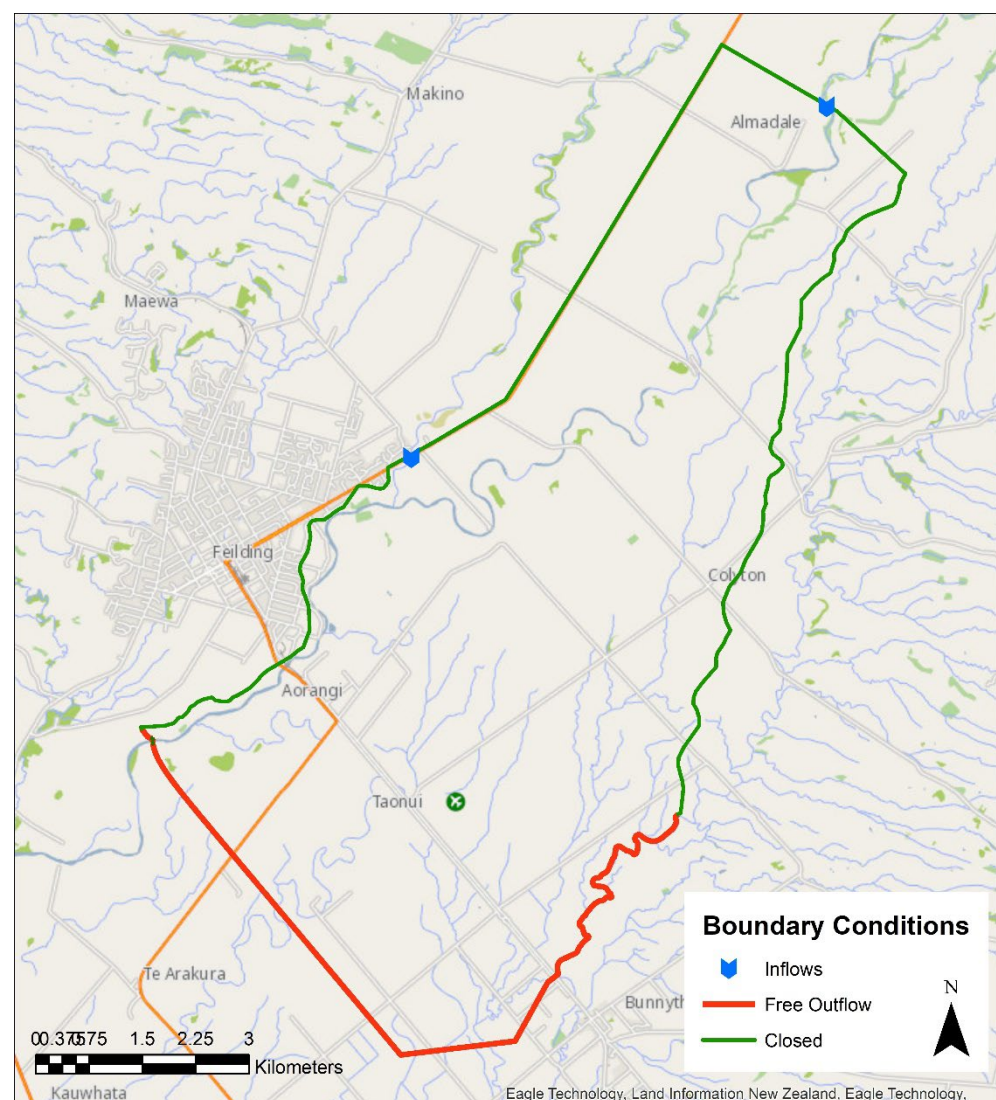 Makino
Almadale
Maewa
Feilding
Colyton
Aorangi
Taonui
Te Arakura
Bunnyth
Kauwhata
Boundary Conditions
Inflows
Free Outflow
Closed
N
1.5 2.25 3
Kilometers
Eagle Technology, Land Information New Zealand, Eagle Technology,